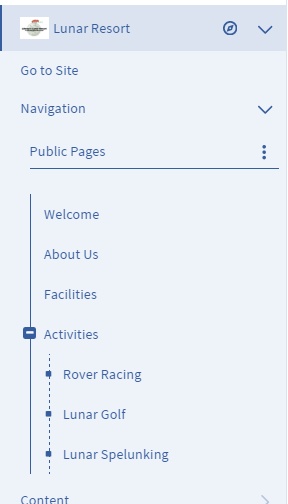 Lunar Resort
Go to Site
Navigation
Public Pages
Welcome
About Us
Facilities
Activities
Rover Racing
Lunar Golf
Lunar Spelunking
Content